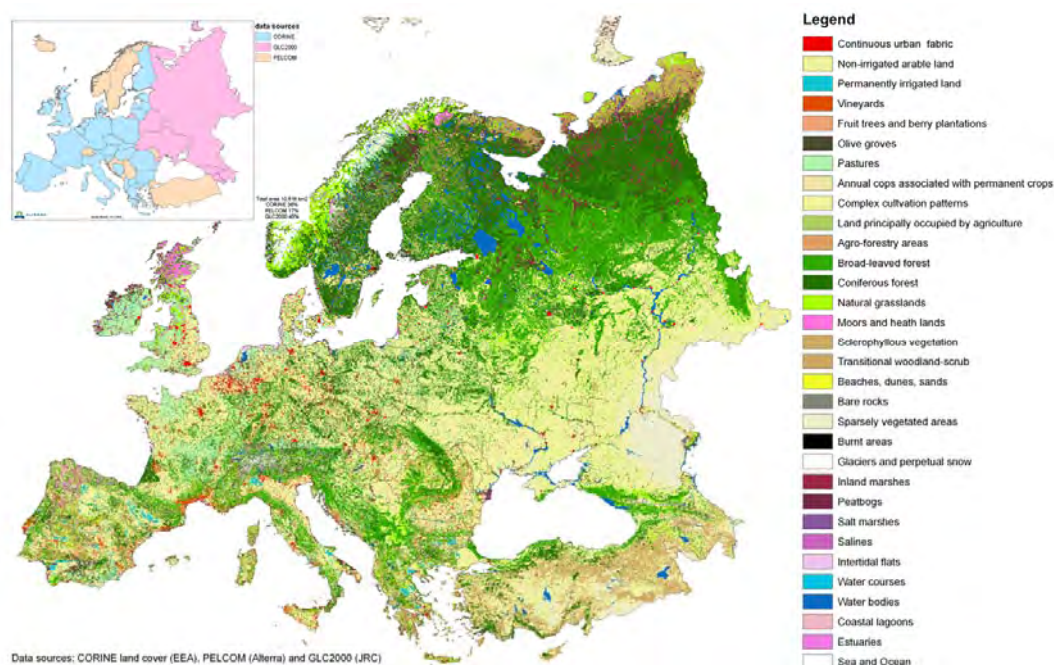 data sources
CORINE
GLC2000
PELCOM
Legend
Continuous urban fabric
Non-irrigated arable land
Permanently irrigated land
Vineyards
Fruit trees and berry plantations
Olive groves
Pastures
Annual cops associated with permanent crops
Complex cultivation patterns
Land principally occupied by agriculture
Agro-forestry areas
Broad-leaved forest
Coniferous forest
Natural grasslands
Moors and heath lands
Sclerophyllous vegetation
Transitional woodland-scrub
Beaches, dunes, sands
Bare rocks
Sparsely vegetated areas
Burnt areas
Glaciers and perpetual snow
Inland marshes
Peatbogs
Salt marshes
Salines
Intertidal flats
Water courses
Water bodies
Coastal lagoons
Estuaries
Sea and Ocean
Data sources: CORINE land cover (EEA), PELCOM (Alterra) and GLC2000 (JRC)